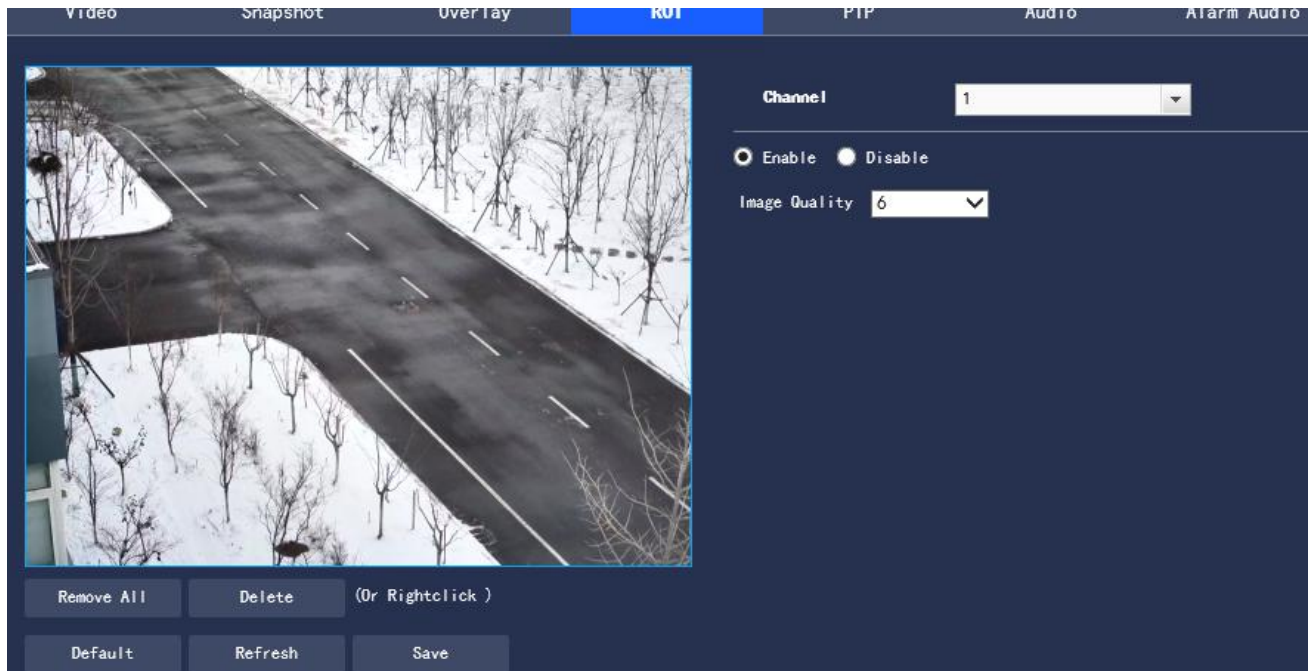 Video Snapshot Overlay ROI PIP Audio Alarm Audio
Channel 1
Enable Disable
Image Quality 6
Remove All Delete (Or Rightclick )
Default Refresh Save